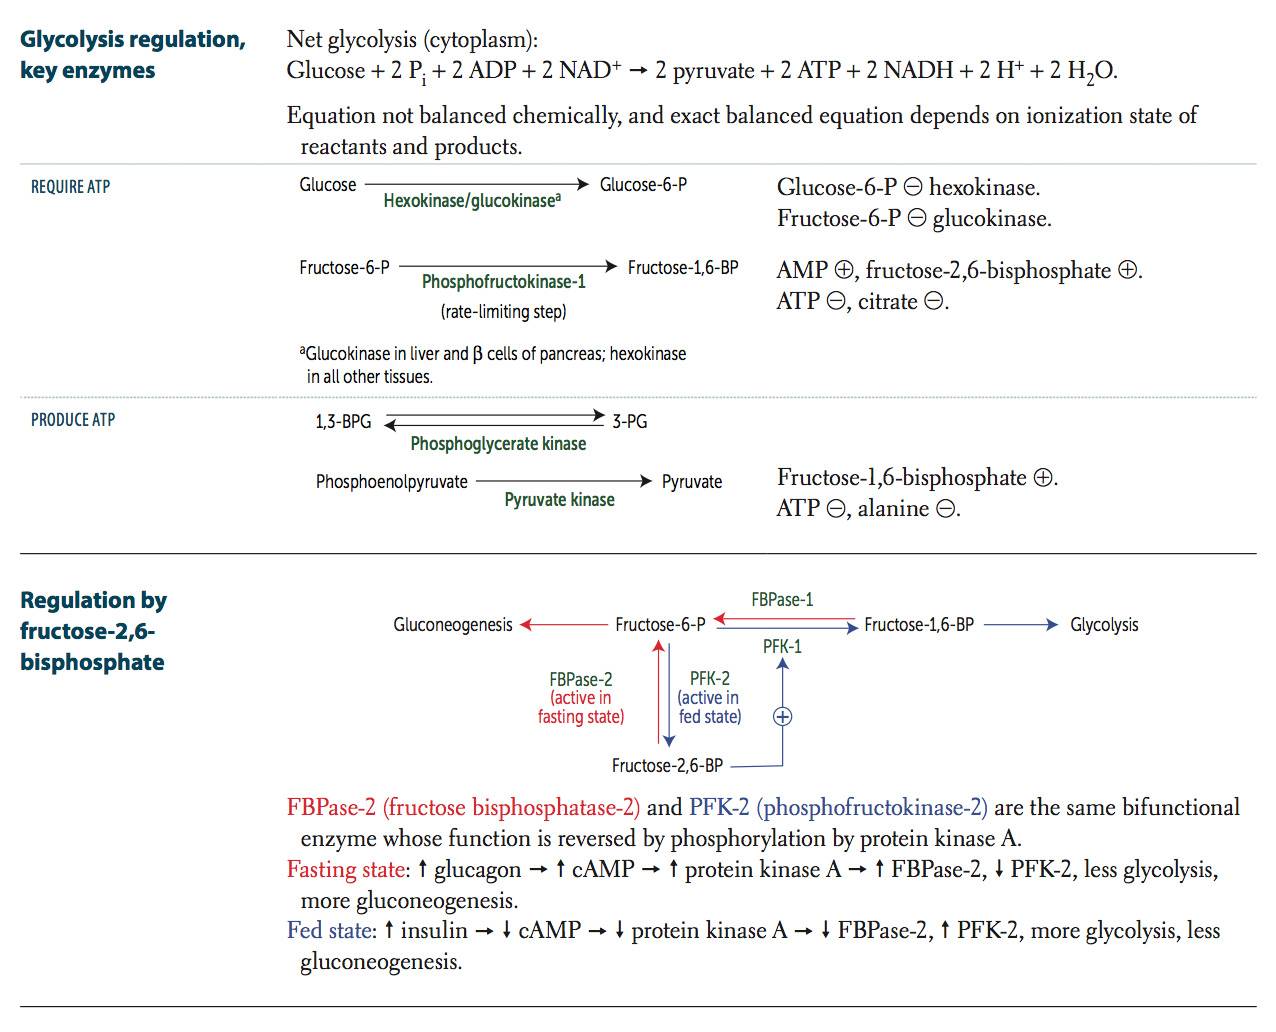 Glycolysis regulation,
key enzymes
Net glycolysis (cytoplasm):
Glucose + 2 Pᵢ + 2 ADP + 2 NAD⁺ → 2 pyruvate + 2 ATP + 2 NADH + 2 H⁺ + 2 H₂O.
Equation not balanced chemically, and exact balanced equation depends on ionization state of
reactants and products.
REQUIRE ATP
Glucose → Glucose-6-P
Hexokinase/glucokinaseᵃ
Glucose-6-P ⊖ hexokinase.
Fructose-6-P ⊖ glucokinase.
Fructose-6-P → Fructose-1,6-BP
Phosphofructokinase-1
(rate-limiting step)
AMP ⊕, fructose-2,6-bisphosphate ⊕.
ATP ⊖, citrate ⊖.
ᵃGlucokinase in liver and β cells of pancreas; hexokinase
in all other tissues.
PRODUCE ATP
1,3-BPG ⇄ 3-PG
Phosphoglycerate kinase
Phosphoenolpyruvate → Pyruvate
Pyruvate kinase
Fructose-1,6-bisphosphate ⊕.
ATP ⊖, alanine ⊖.
Regulation by
fructose-2,6-
bisphosphate
FBPase-1
Gluconeogenesis ← Fructose-6-P ⇄ Fructose-1,6-BP → Glycolysis
PFK-1
FBPase-2
(active in
fasting state)
PFK-2
(active in
fed state)
⊕
Fructose-2,6-BP
FBPase-2 (fructose bisphosphatase-2) and PFK-2 (phosphofructokinase-2) are the same bifunctional
enzyme whose function is reversed by phosphorylation by protein kinase A.
Fasting state: ↑ glucagon → ↑ cAMP → ↑ protein kinase A → ↑ FBPase-2, ↓ PFK-2, less glycolysis,
more gluconeogenesis.
Fed state: ↑ insulin → ↓ cAMP → ↓ protein kinase A → ↓ FBPase-2, ↑ PFK-2, more glycolysis, less
gluconeogenesis.